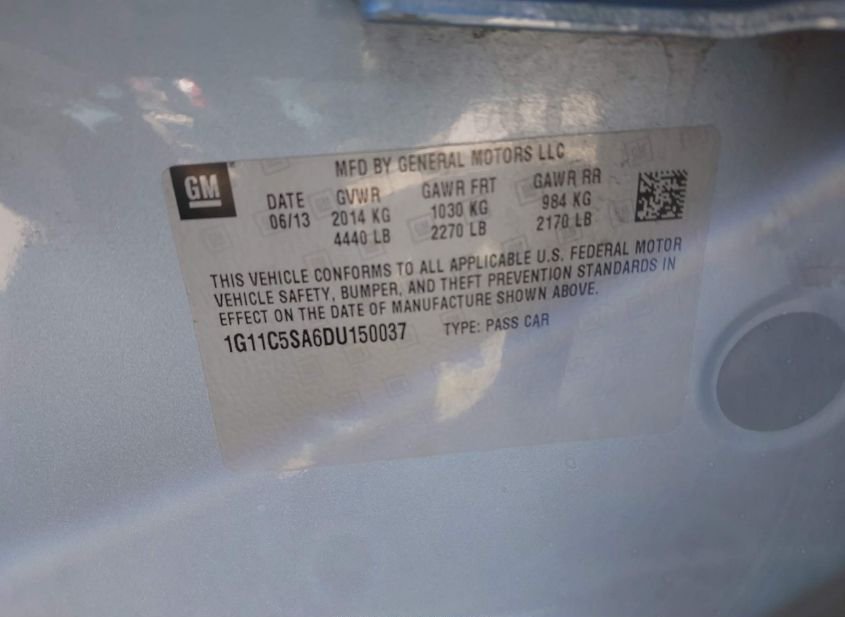 GM
MFD BY GENERAL MOTORS LLC
DATE GVWR GAWR FRT GAWR RR
06/13 2014 KG 1030 KG 984 KG
4440 LB 2270 LB 2170 LB
THIS VEHICLE CONFORMS TO ALL APPLICABLE U.S. FEDERAL MOTOR
VEHICLE SAFETY, BUMPER, AND THEFT PREVENTION STANDARDS IN
EFFECT ON THE DATE OF MANUFACTURE SHOWN ABOVE.
1G11C5SA6DU150037 TYPE: PASS CAR